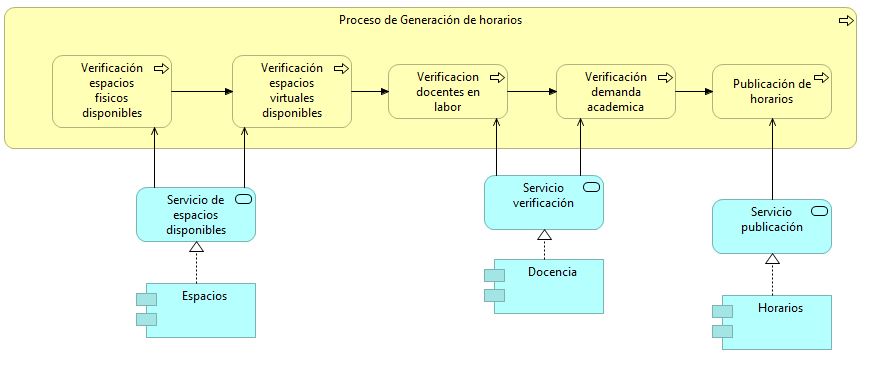 Proceso de Generación de horarios
Verificación
espacios
fisicos
disponibles
Verificación
espacios
virtuales
disponibles
Verificacion
docentes en
labor
Verificación
demanda
academica
Publicación de
horarios
Servicio de
espacios
disponibles
Servicio
verificación
Servicio
publicación
Espacios
Docencia
Horarios